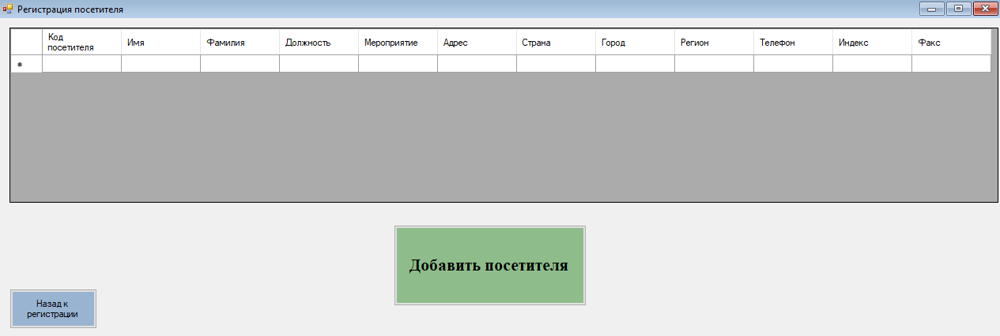 Регистрация посетителя
Код посетителя Имя Фамилия Должность Мероприятие Адрес Страна Город Регион Телефон Индекс Факс
*
Добавить посетителя
Назад к
регистрации